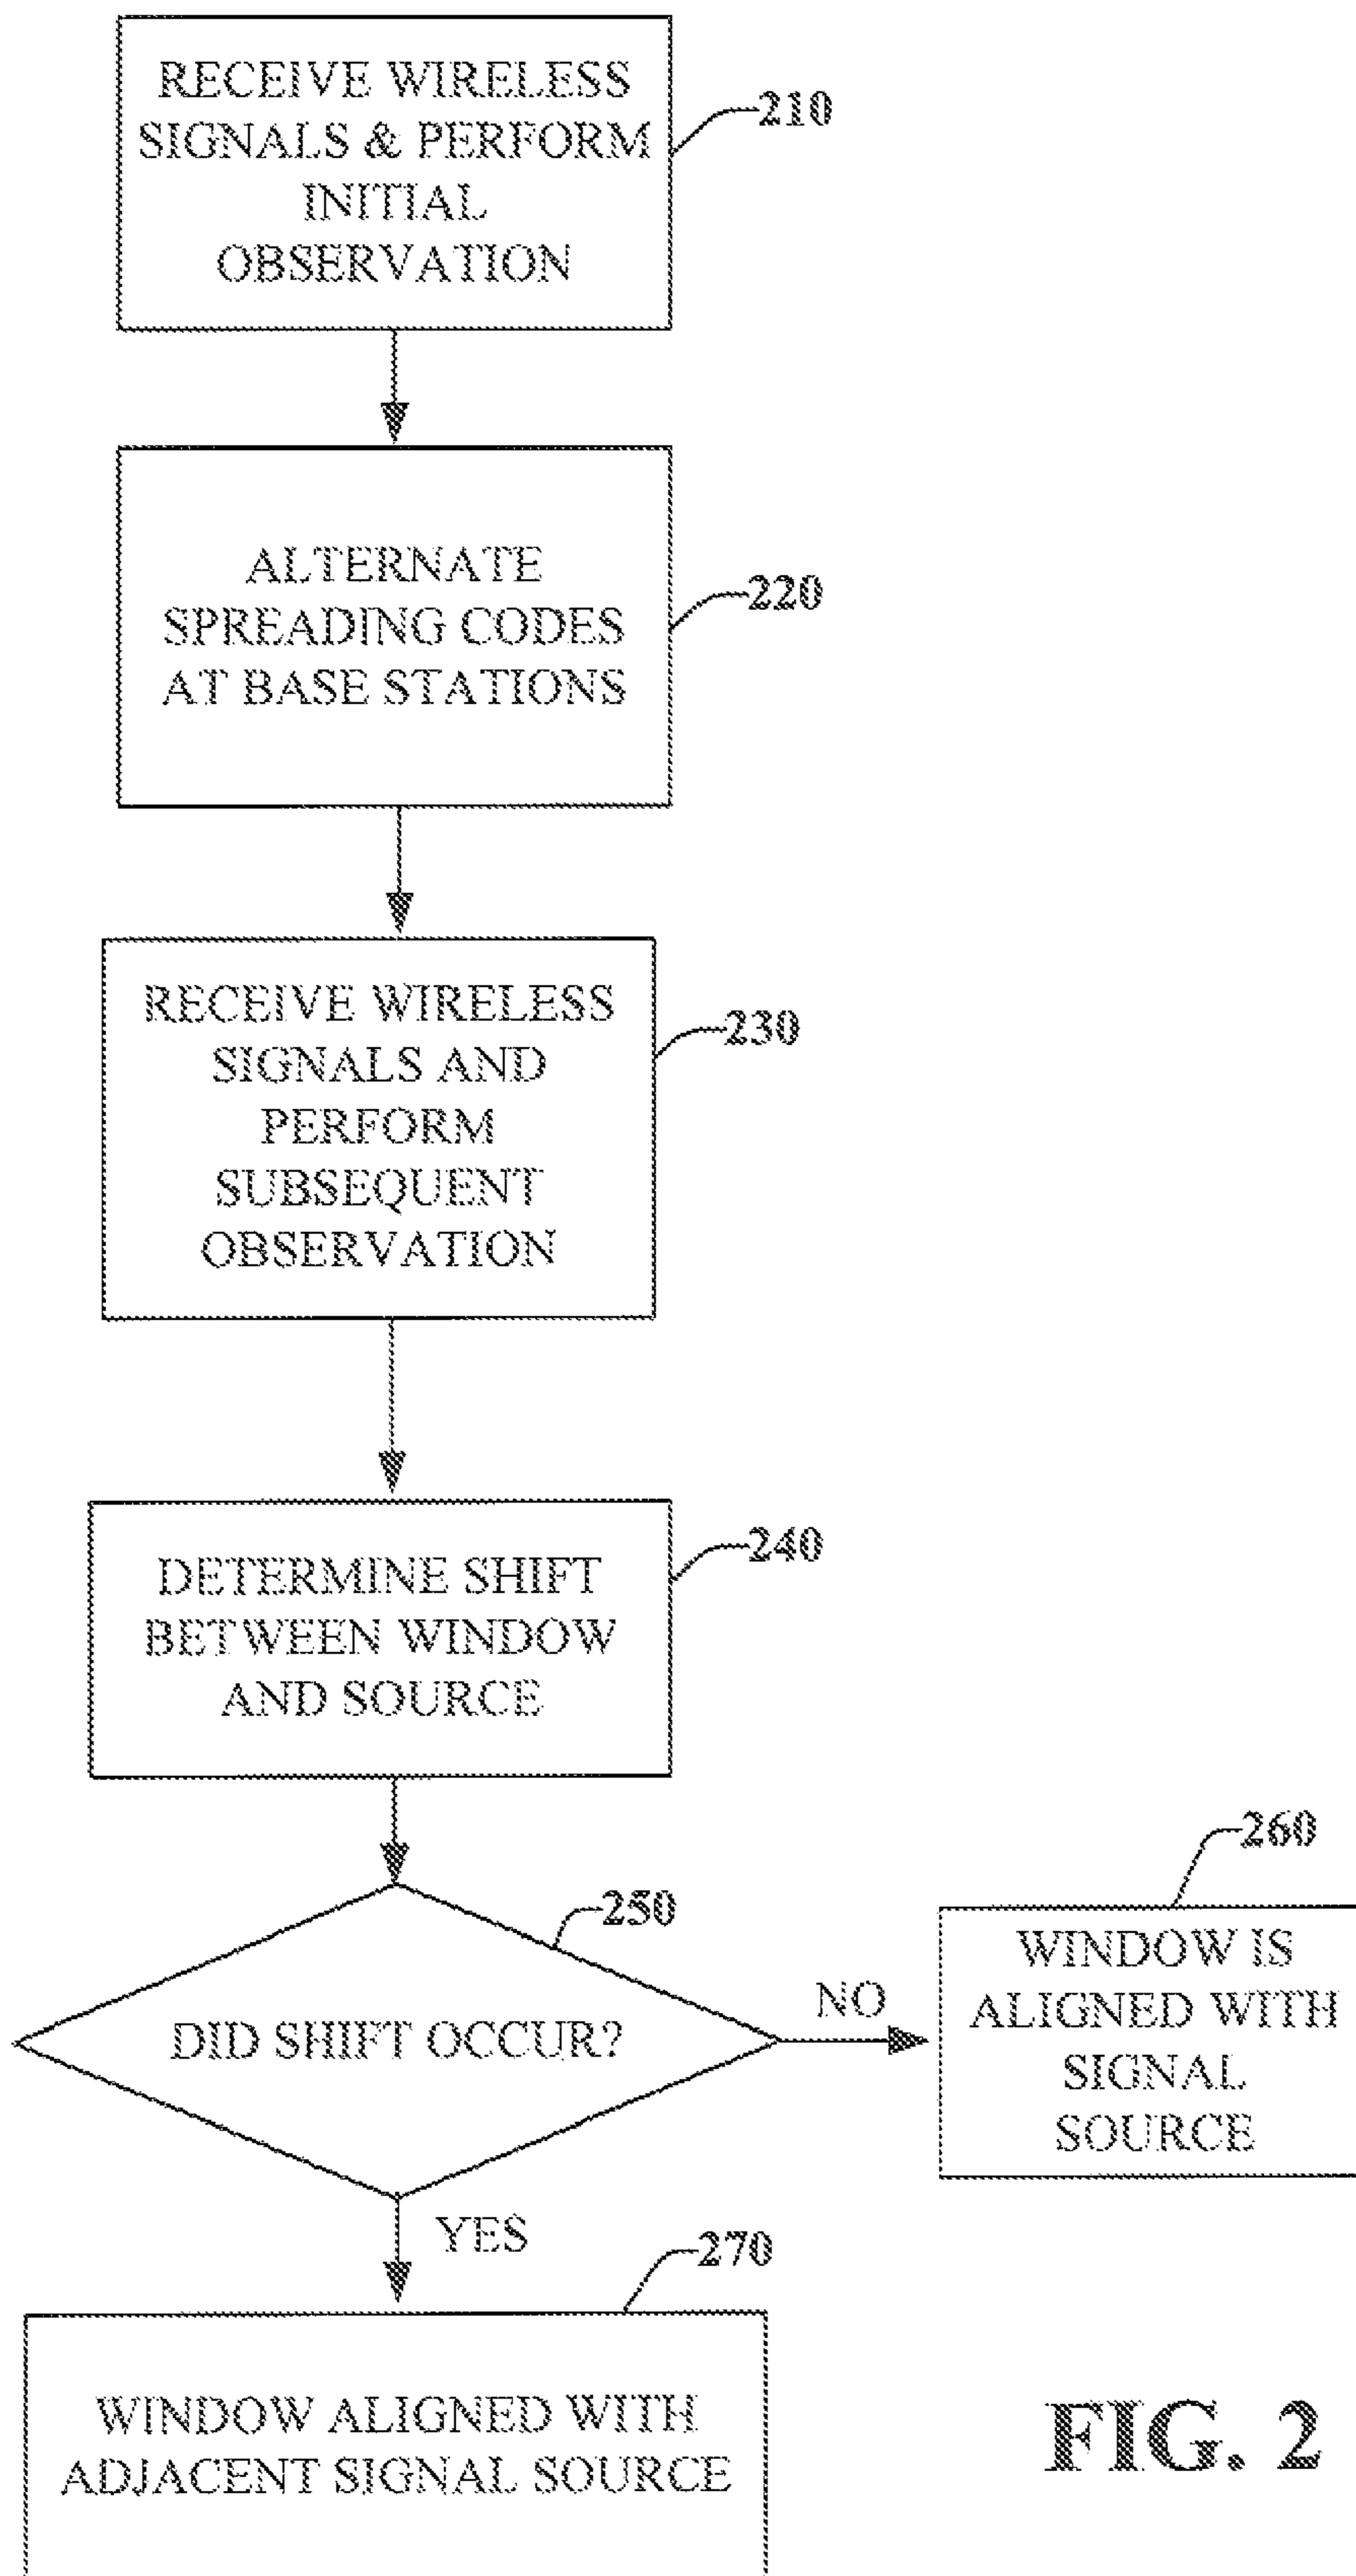 RECEIVE WIRELESS
SIGNALS & PERFORM
INITIAL
OBSERVATION
210
ALTERNATE
SPREADING CODES
AT BASE STATIONS
220
RECEIVE WIRELESS
SIGNALS AND
PERFORM
SUBSEQUENT
OBSERVATION
230
DETERMINE SHIFT
BETWEEN WINDOW
AND SOURCE
240
DID SHIFT OCCUR?
250
NO
260
WINDOW IS
ALIGNED WITH
SIGNAL
SOURCE
YES
270
WINDOW ALIGNED WITH
ADJACENT SIGNAL SOURCE
FIG. 2